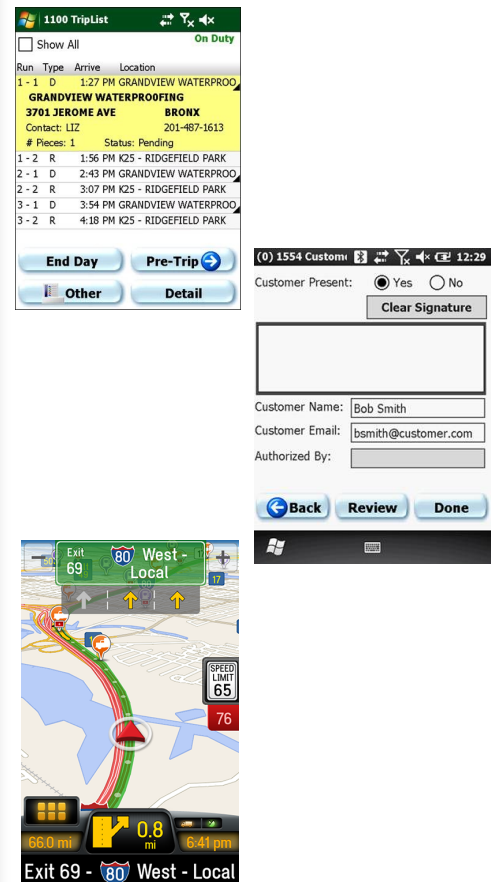 1100 TripList
Show All
On Duty
Run Type Arrive Location
1 - 1 D 1:27 PM GRANDVIEW WATERPROO
GRANDVIEW WATERPROOFING
3701 JEROME AVE BRONX
Contact: LIZ 201-487-1613
# Pieces: 1 Status: Pending
1 - 2 R 1:56 PM K25 - RIDGEFIELD PARK
2 - 1 D 2:43 PM GRANDVIEW WATERPROO
2 - 2 R 3:07 PM K25 - RIDGEFIELD PARK
3 - 1 D 3:54 PM GRANDVIEW WATERPROO
3 - 2 R 4:18 PM K25 - RIDGEFIELD PARK
End Day Pre-Trip
Other Detail
(0) 1554 Custome 12:29
Customer Present: Yes No
Clear Signature
Customer Name: Bob Smith
Customer Email: bsmith@customer.com
Authorized By:
Back Review Done
Exit 69 80 West - Local
17
SPEED LIMIT 65
76
0.8 mi
66.0 mi 6:41 pm
Exit 69 - 80 West - Local